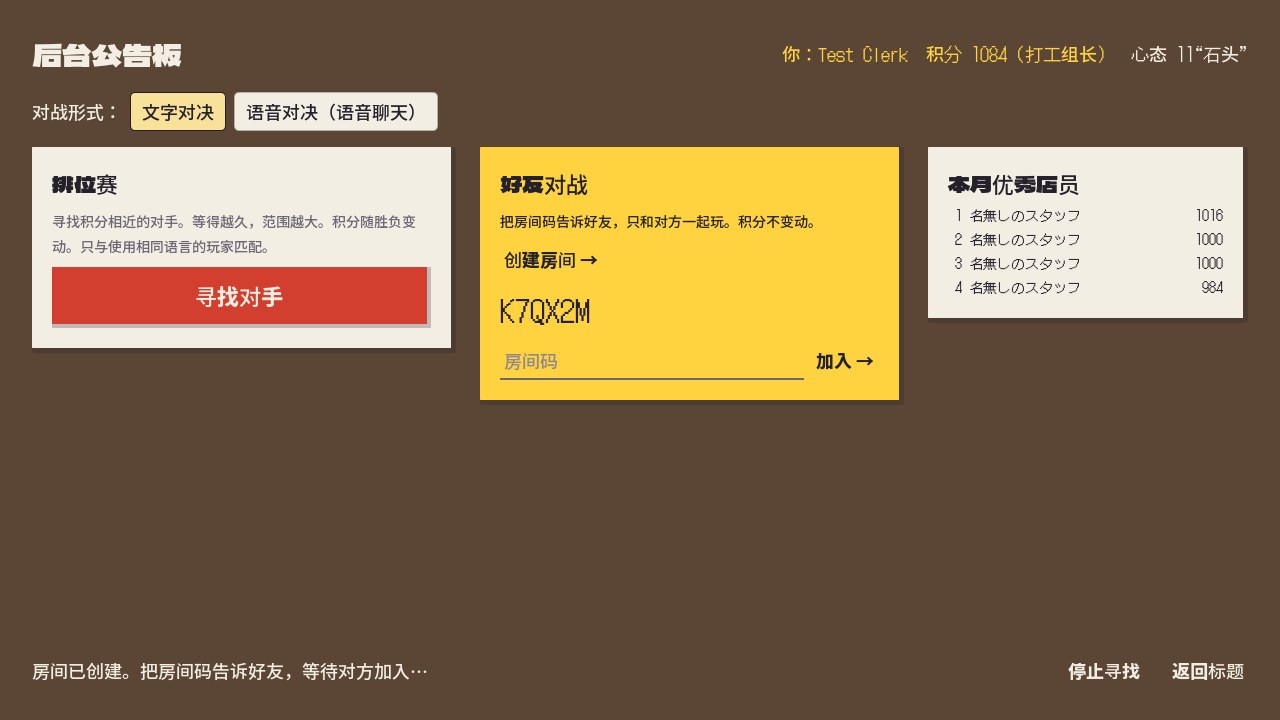 后台公告板
你：Test Clerk 积分 1084（打工组长） 心态 11“石头”
对战形式： 文字对决 语音对决（语音聊天）
排位赛
寻找积分相近的对手。等得越久，范围越大。积分随胜负变
动。只与使用相同语言的玩家匹配。
寻找对手
好友对战
把房间码告诉好友，只和对方一起玩。积分不变动。
创建房间 →
K7QX2M
房间码
加入 →
本月优秀店员
1 名無しのスタッフ 1016
2 名無しのスタッフ 1000
3 名無しのスタッフ 1000
4 名無しのスタッフ 984
房间已创建。把房间码告诉好友，等待对方加入…
停止寻找 返回标题